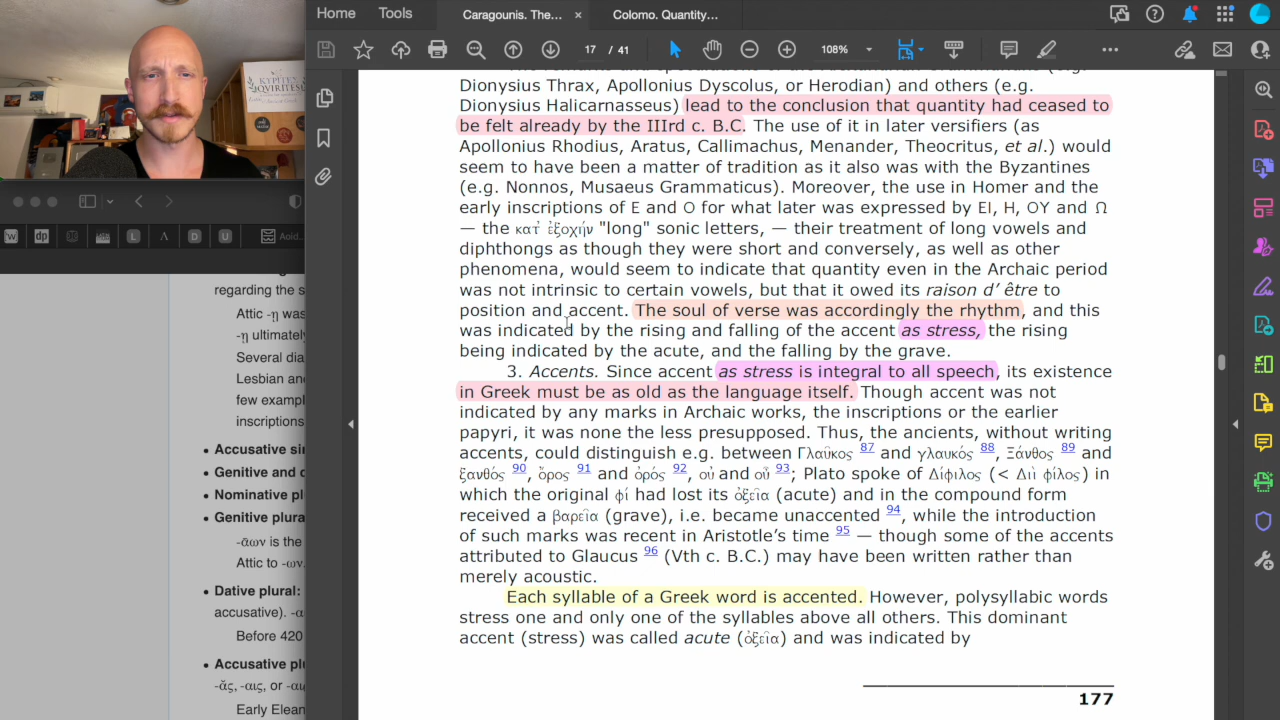 Home
Tools
Caragounis. The...
×
Colomo. Quantity...
17 / 41
108%
Dionysius Thrax, Apollonius Dyscolus, or Herodian) and others (e.g.
Dionysius Halicarnasseus) lead to the conclusion that quantity had ceased to
be felt already by the IIIrd c. B.C. The use of it in later versifiers (as
Apollonius Rhodius, Aratus, Callimachus, Menander, Theocritus, et al.) would
seem to have been a matter of tradition as it also was with the Byzantines
(e.g. Nonnos, Musaeus Grammaticus). Moreover, the use in Homer and the
early inscriptions of E and O for what later was expressed by EI, H, OY and Ω
— the κατ̓ ἐξοχήν "long" sonic letters, — their treatment of long vowels and
diphthongs as though they were short and conversely, as well as other
phenomena, would seem to indicate that quantity even in the Archaic period
was not intrinsic to certain vowels, but that it owed its raison d' être to
position and accent. The soul of verse was accordingly the rhythm, and this
was indicated by the rising and falling of the accent as stress, the rising
being indicated by the acute, and the falling by the grave.
3. Accents. Since accent as stress is integral to all speech, its existence
in Greek must be as old as the language itself. Though accent was not
indicated by any marks in Archaic works, the inscriptions or the earlier
papyri, it was none the less presupposed. Thus, the ancients, without writing
accents, could distinguish e.g. between Γλαῦκος 87 and γλαυκός 88, Ξάνθος 89 and
ξανθός 90, ὄρος 91 and ὀρός 92, οὐ and οὗ 93; Plato spoke of Δίφιλος (< Διὶ φίλος) in
which the original φί had lost its ὀξεῖα (acute) and in the compound form
received a βαρεῖα (grave), i.e. became unaccented 94, while the introduction
of such marks was recent in Aristotle's time 95 — though some of the accents
attributed to Glaucus 96 (Vth c. B.C.) may have been written rather than
merely acoustic.
Each syllable of a Greek word is accented. However, polysyllabic words
stress one and only one of the syllables above all others. This dominant
accent (stress) was called acute (ὀξεῖα) and was indicated by
177
W
dp
L
Λ
D
U
Aoid.
regarding the s
Attic -ῃ was
-ῃ ultimately
Several dia
Lesbian and
few exampl
inscriptions
• Accusative sin
• Genitive and d
• Nominative pl
• Genitive plura
-ᾱων is the
Attic to -ων.
• Dative plural:
accusative). -α
Before 420
• Accusative plu
-ᾰς, -αις, or -αι
Early Elean